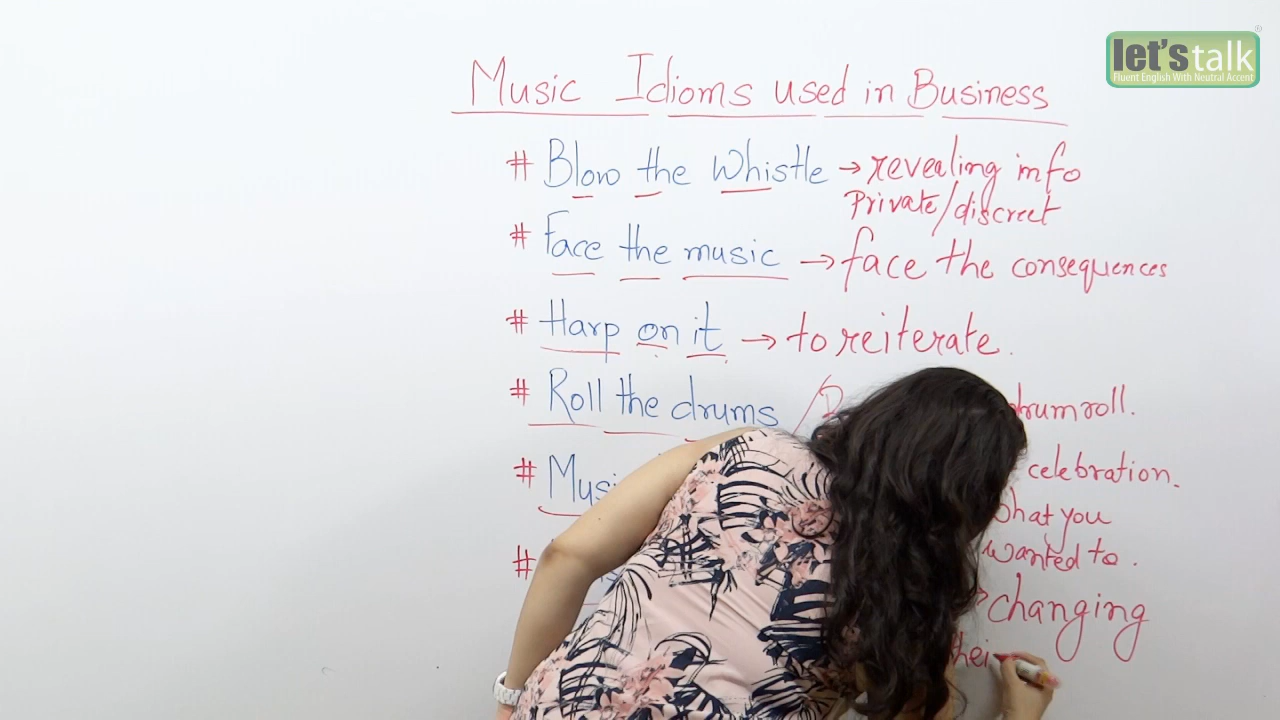 let's talk
Fluent English With Neutral Accent
Music Idioms used in Business
# Blow the whistle → revealing info
private/discreet
# Face the music → face the consequences
# Harp on it → to reiterate.
# Roll the drums / drumroll.
# celebration.
what you
wanted to.
# changing